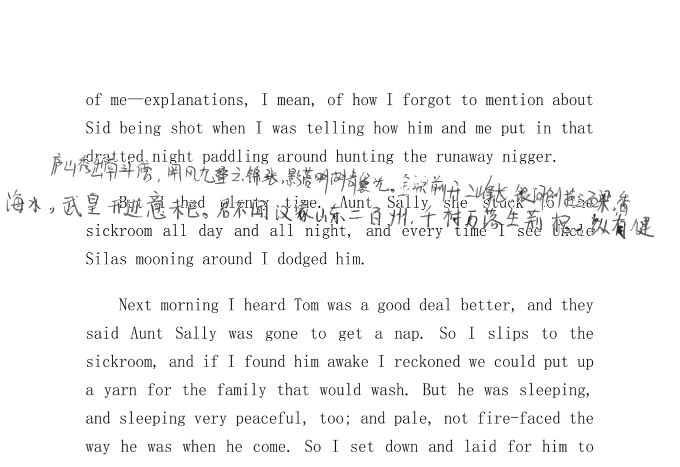 of me—explanations, I mean, of how I forgot to mention about
Sid being shot when I was telling how him and me put in that
dratted night paddling around hunting the runaway nigger.
庐山秀出南斗傍，屏风九叠云锦张，影落明湖青黛光。金阙前开二峰长，银河倒挂三石梁。香
海水，武皇开边意未已。君不闻汉家山东二百州，千村万落生荆杞。纵有健
But I had plenty time. Aunt Sally she stuck to the
sickroom all day and all night, and every time I see Uncle
Silas mooning around I dodged him.
Next morning I heard Tom was a good deal better, and they
said Aunt Sally was gone to get a nap. So I slips to the
sickroom, and if I found him awake I reckoned we could put up
a yarn for the family that would wash. But he was sleeping,
and sleeping very peaceful, too; and pale, not fire-faced the
way he was when he come. So I set down and laid for him to